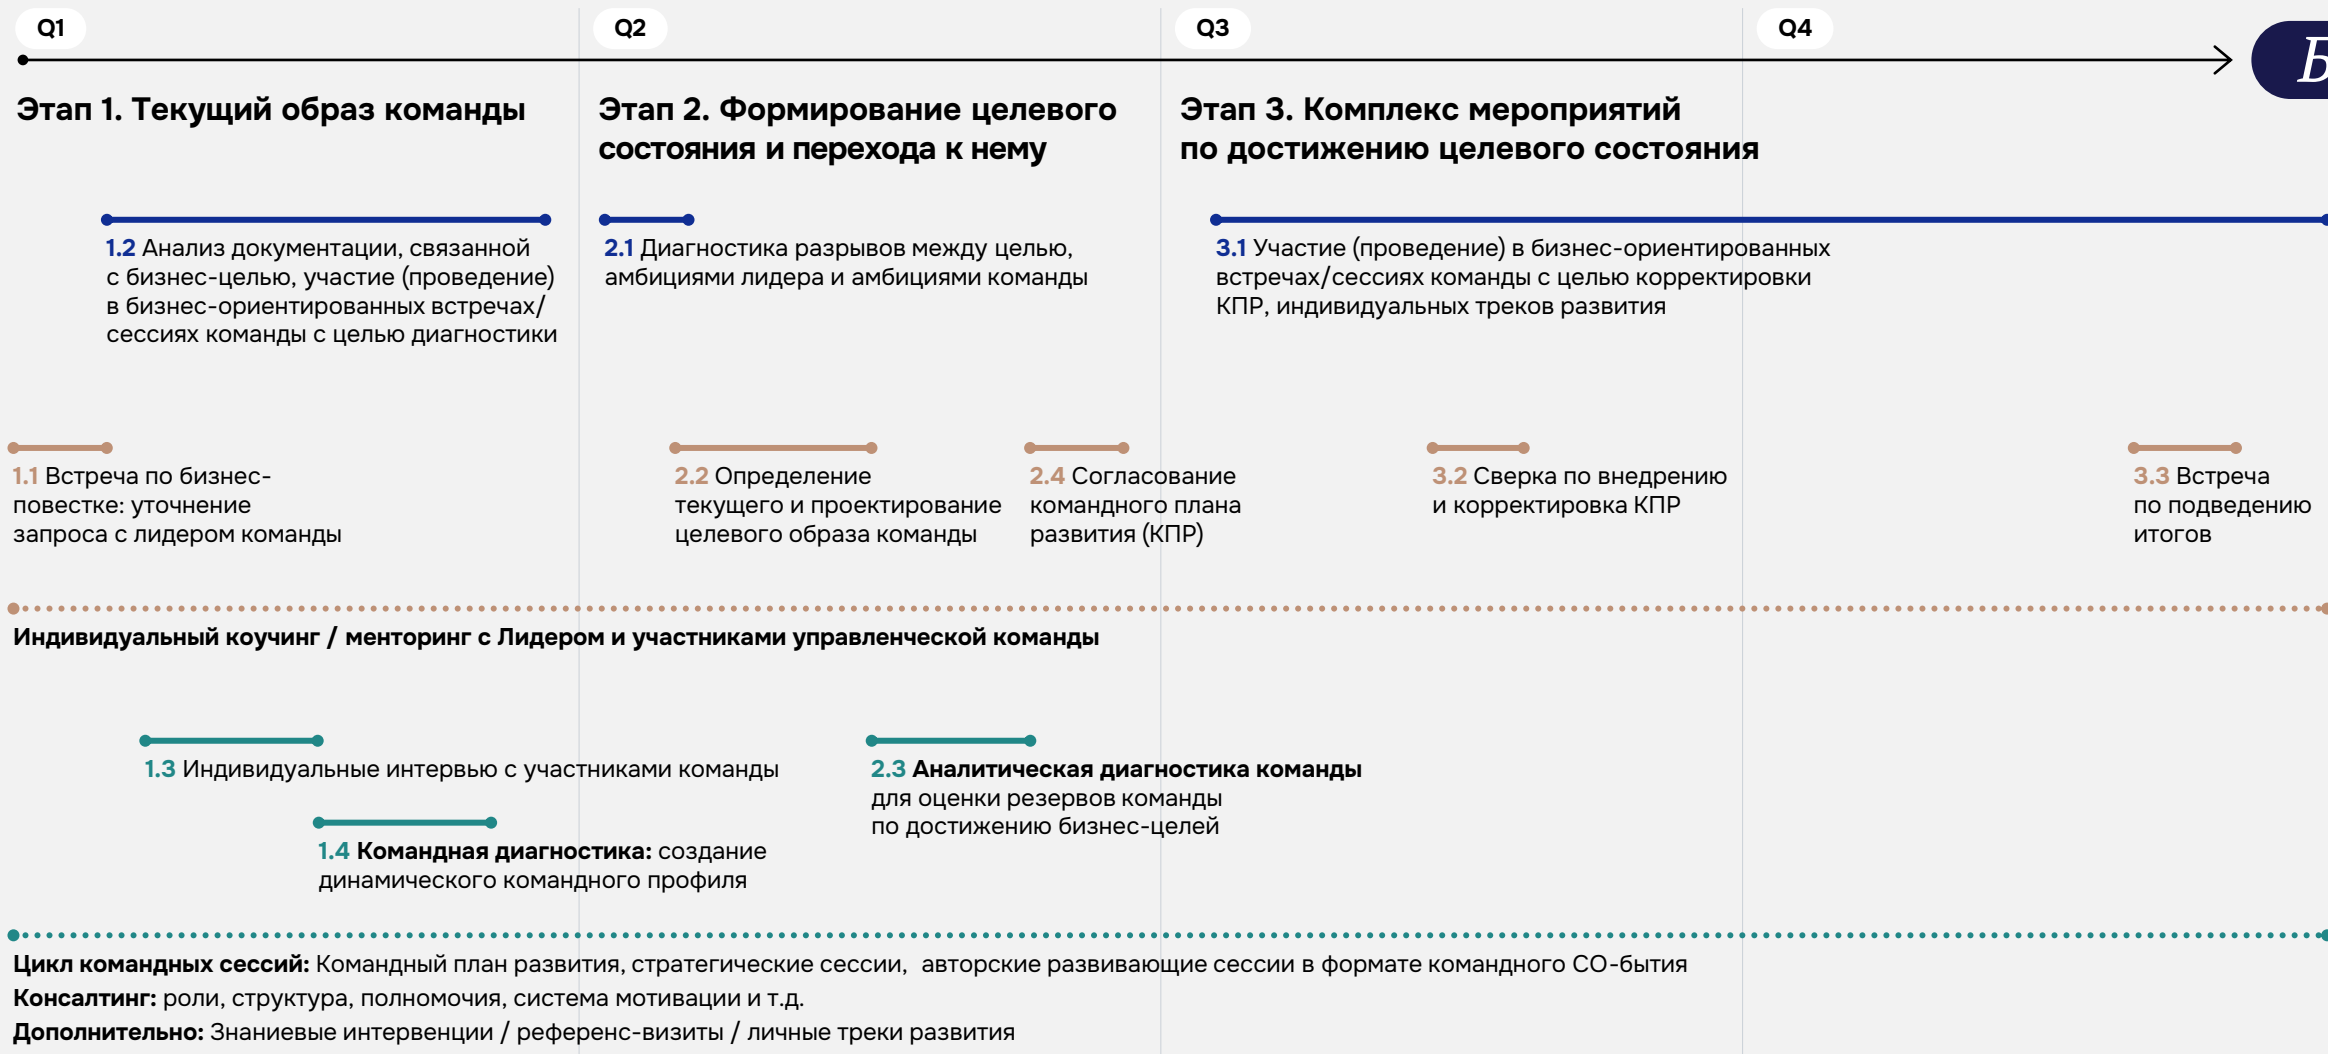 Q1
Q2
Q3
Q4
Этап 1. Текущий образ команды
Этап 2. Формирование целевого
состояния и перехода к нему
Этап 3. Комплекс мероприятий
по достижению целевого состояния
1.2 Анализ документации, связанной
с бизнес-целью, участие (проведение)
в бизнес-ориентированных встречах/
сессиях команды с целью диагностики
2.1 Диагностика разрывов между целью,
амбициями лидера и амбициями команды
3.1 Участие (проведение) в бизнес-ориентированных
встречах/сессиях команды с целью корректировки
КПР, индивидуальных треков развития
1.1 Встреча по бизнес-
повестке: уточнение
запроса с лидером команды
2.2 Определение
текущего и проектирование
целевого образа команды
2.4 Согласование
командного плана
развития (КПР)
3.2 Сверка по внедрению
и корректировка КПР
3.3 Встреча
по подведению
итогов
Индивидуальный коучинг / менторинг с Лидером и участниками управленческой команды
1.3 Индивидуальные интервью с участниками команды
1.4 Командная диагностика: создание
динамического командного профиля
2.3 Аналитическая диагностика команды
для оценки резервов команды
по достижению бизнес-целей
Цикл командных сессий: Командный план развития, стратегические сессии, авторские развивающие сессии в формате командного СО-бытия
Консалтинг: роли, структура, полномочия, система мотивации и т.д.
Дополнительно: Знаниевые интервенции / референс-визиты / личные треки развития